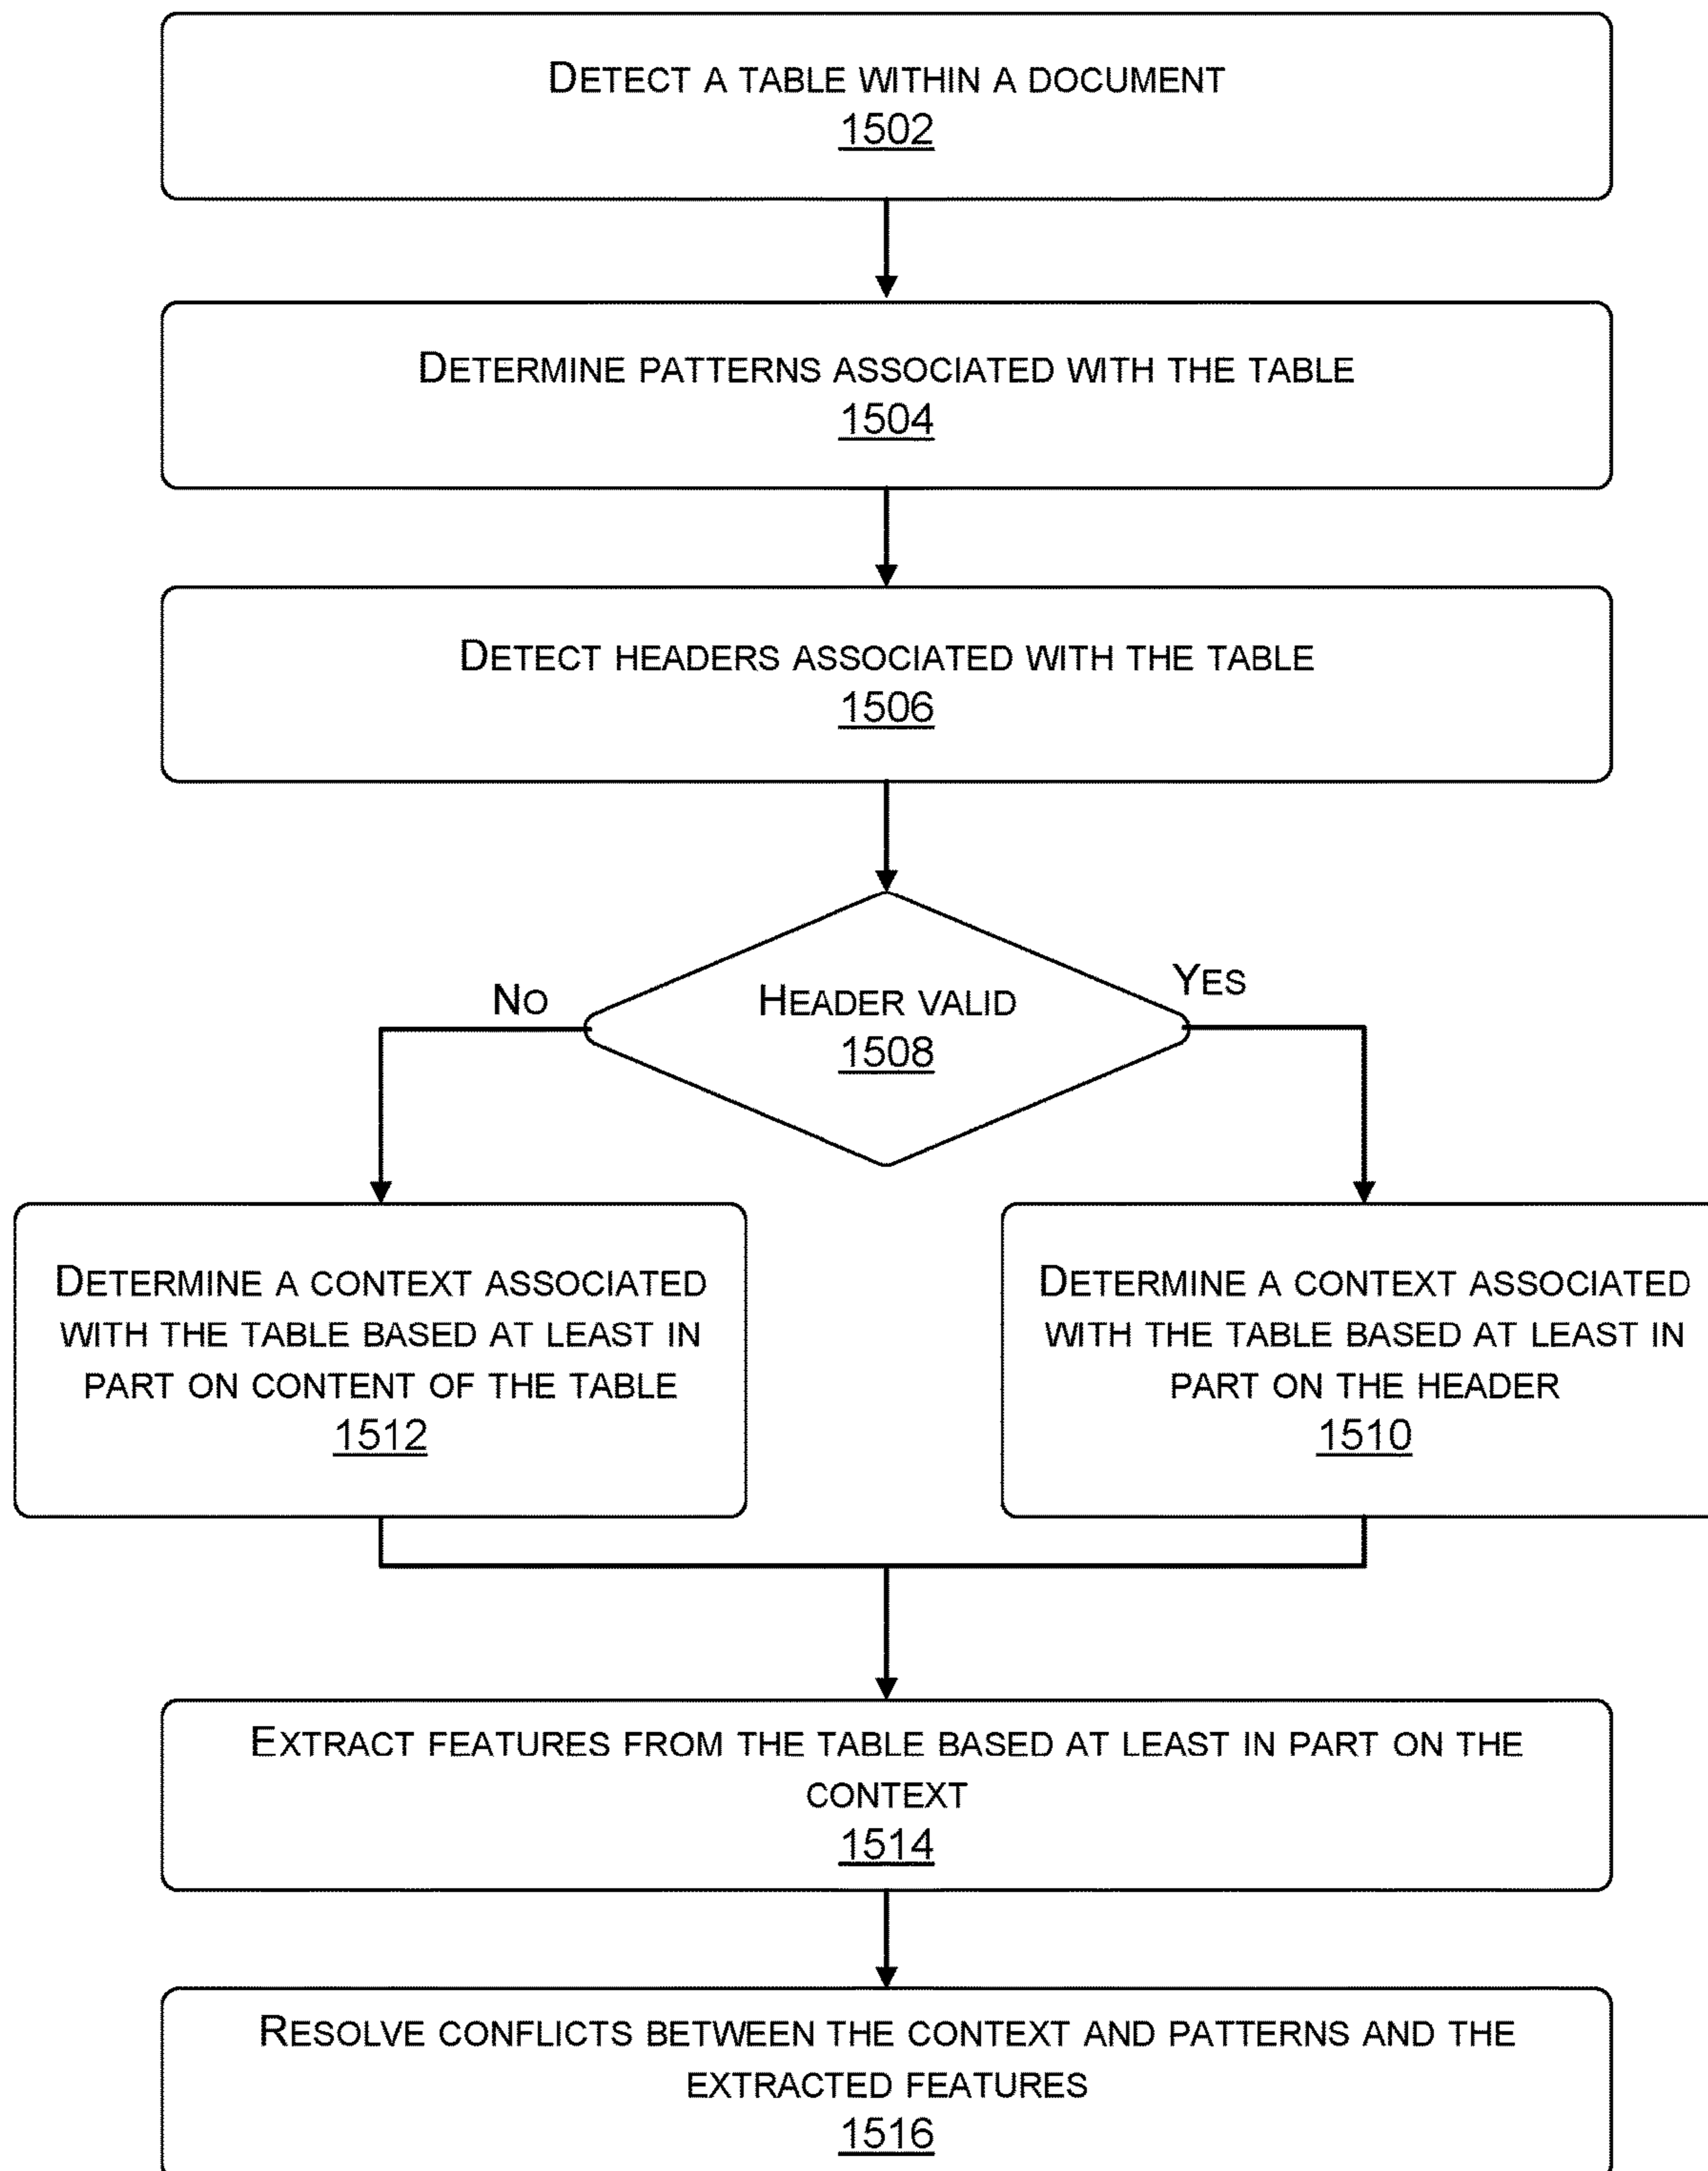 DETECT A TABLE WITHIN A DOCUMENT
1502
DETERMINE PATTERNS ASSOCIATED WITH THE TABLE
1504
DETECT HEADERS ASSOCIATED WITH THE TABLE
1506
NO
HEADER VALID
1508
YES
DETERMINE A CONTEXT ASSOCIATED
WITH THE TABLE BASED AT LEAST IN
PART ON CONTENT OF THE TABLE
1512
DETERMINE A CONTEXT ASSOCIATED
WITH THE TABLE BASED AT LEAST IN
PART ON THE HEADER
1510
EXTRACT FEATURES FROM THE TABLE BASED AT LEAST IN PART ON THE
CONTEXT
1514
RESOLVE CONFLICTS BETWEEN THE CONTEXT AND PATTERNS AND THE
EXTRACTED FEATURES
1516